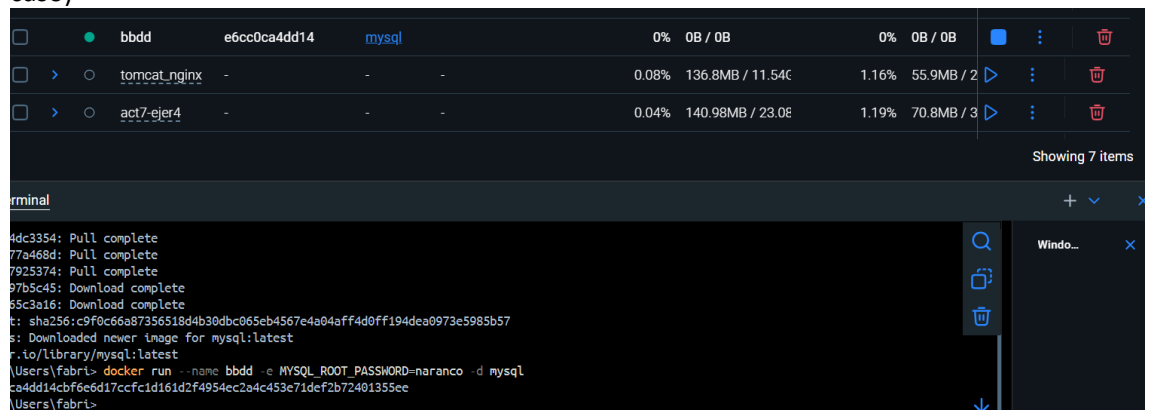 bbdd e6cc0ca4dd14 mysql 0% 0B / 0B 0% 0B / 0B
tomcat_nginx - - - 0.08% 136.8MB / 11.54G 1.16% 55.9MB / 2
act7-ejer4 - - - 0.04% 140.98MB / 23.08 1.19% 70.8MB / 3
Showing 7 items
erminal
Windo...
4dc3354: Pull complete
77a468d: Pull complete
7925374: Pull complete
97b5c45: Download complete
65c3a16: Download complete
t: sha256:c9f0c66a87356518d4b30dbc065eb4567e4a04aff4d0ff194dea0973e5985b57
s: Downloaded newer image for mysql:latest
r.io/library/mysql:latest
\Users\fabri> docker run --name bbdd -e MYSQL_ROOT_PASSWORD=naranco -d mysql
ca4dd14cbf6e6d17ccfc1d161d2f4954ec2a4c453e71def2b72401355ee
\Users\fabri>